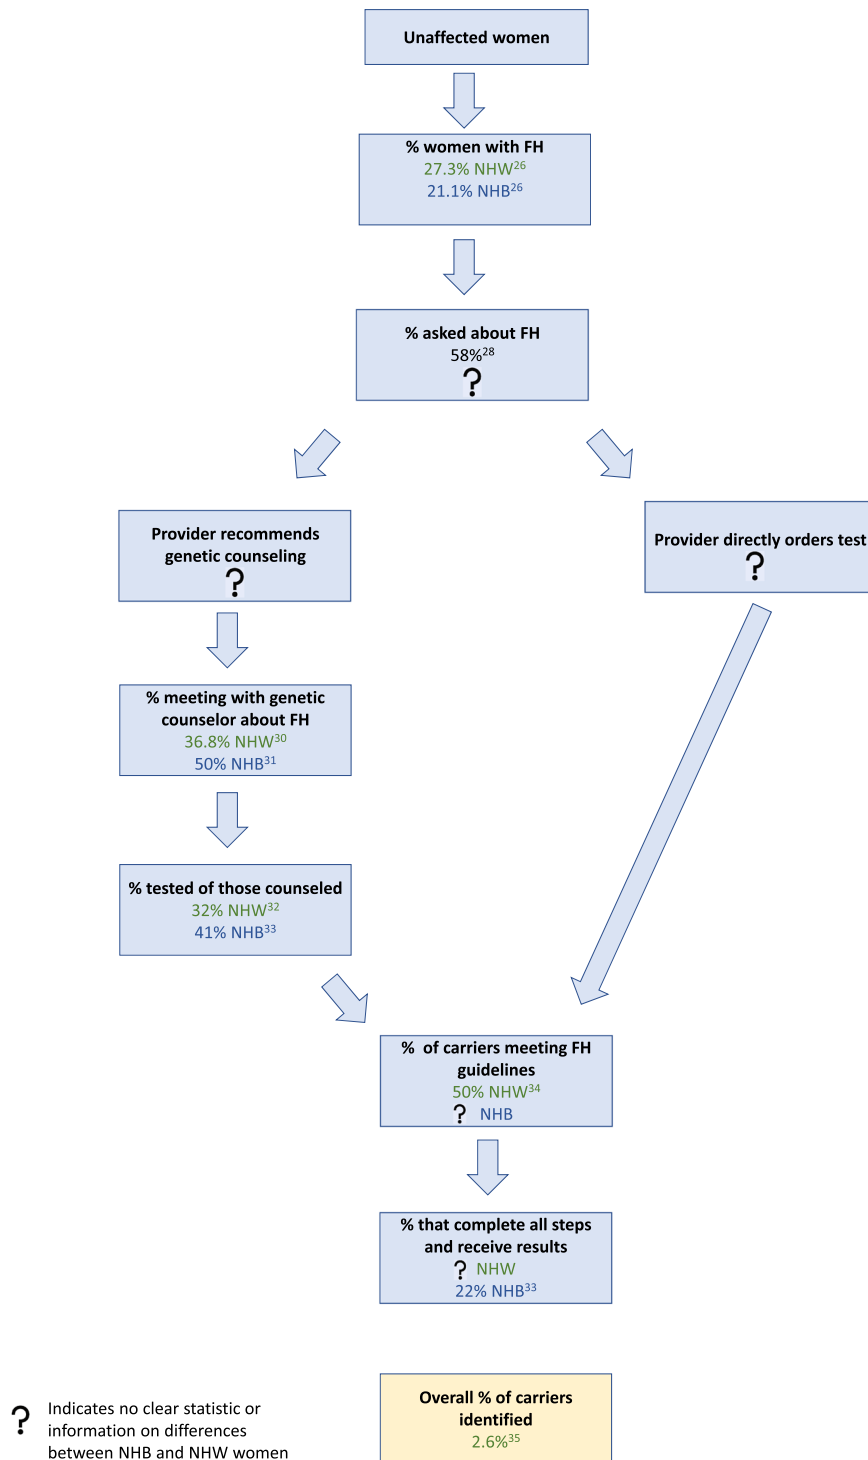 Unaffected women
% women with FH
27.3% NHW26
21.1% NHB26
% asked about FH
58%28
?
Provider recommends
genetic counseling
?
Provider directly orders test
?
% meeting with genetic
counselor about FH
36.8% NHW30
50% NHB31
% tested of those counseled
32% NHW32
41% NHB33
% of carriers meeting FH
guidelines
50% NHW34
? NHB
% that complete all steps
and receive results
? NHW
22% NHB33
Overall % of carriers
identified
2.6%35
? Indicates no clear statistic or
information on differences
between NHB and NHW women